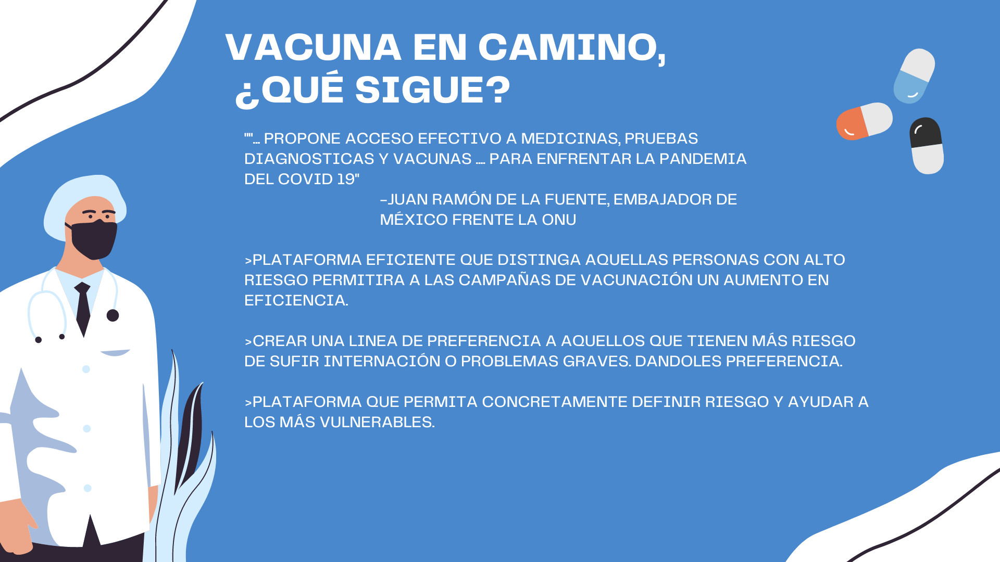 VACUNA EN CAMINO,
¿QUÉ SIGUE?
""... PROPONE ACCESO EFECTIVO A MEDICINAS, PRUEBAS
DIAGNOSTICAS Y VACUNAS .... PARA ENFRENTAR LA PANDEMIA
DEL COVID 19"
-JUAN RAMÓN DE LA FUENTE, EMBAJADOR DE
MÉXICO FRENTE LA ONU
>PLATAFORMA EFICIENTE QUE DISTINGA AQUELLAS PERSONAS CON ALTO
RIESGO PERMITIRA A LAS CAMPAÑAS DE VACUNACIÓN UN AUMENTO EN
EFICIENCIA.
>CREAR UNA LINEA DE PREFERENCIA A AQUELLOS QUE TIENEN MÁS RIESGO
DE SUFIR INTERNACIÓN O PROBLEMAS GRAVES. DANDOLES PREFERENCIA.
>PLATAFORMA QUE PERMITA CONCRETAMENTE DEFINIR RIESGO Y AYUDAR A
LOS MÁS VULNERABLES.